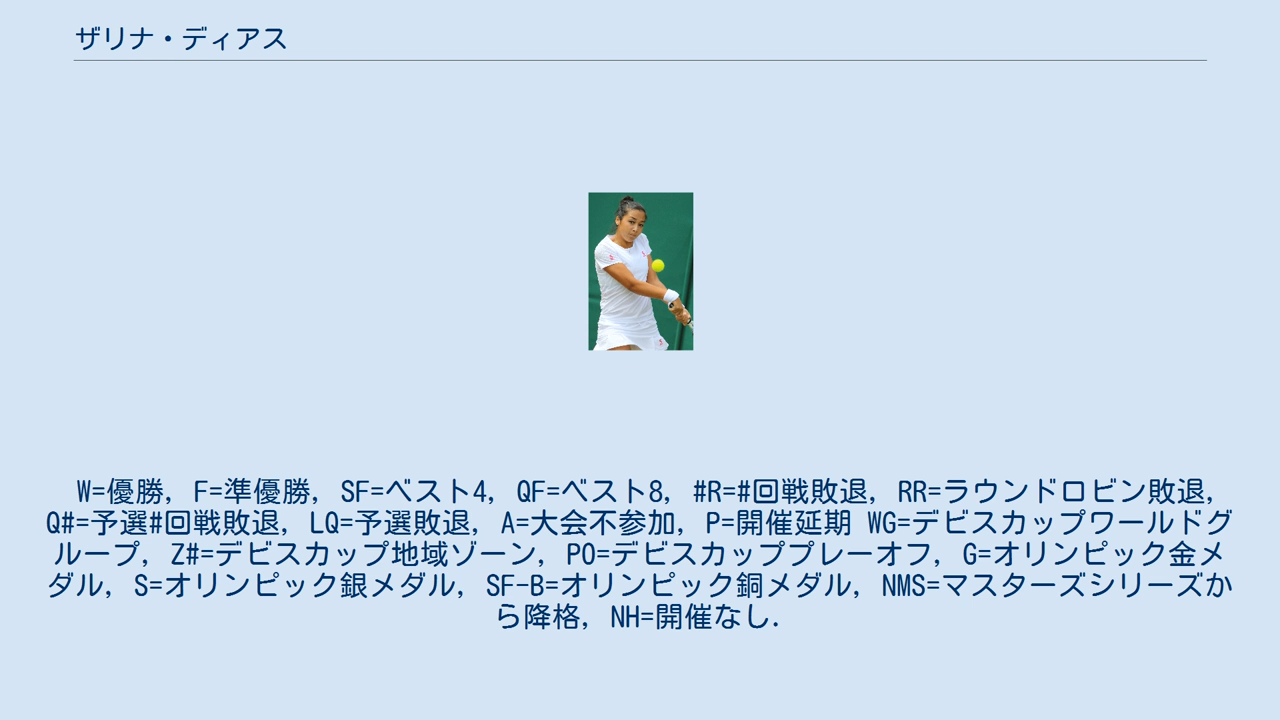 ザリナ・ディアス
W=優勝, F=準優勝, SF=ベスト4, QF=ベスト8, #R=#回戦敗退, RR=ラウンドロビン敗退,
Q#=予選#回戦敗退, LQ=予選敗退, A=大会不参加, P=開催延期 WG=デビスカップワールドグ
ループ, Z#=デビスカップ地域ゾーン, PO=デビスカッププレーオフ, G=オリンピック金メ
ダル, S=オリンピック銀メダル, SF-B=オリンピック銅メダル, NMS=マスターズシリーズか
ら降格, NH=開催なし.